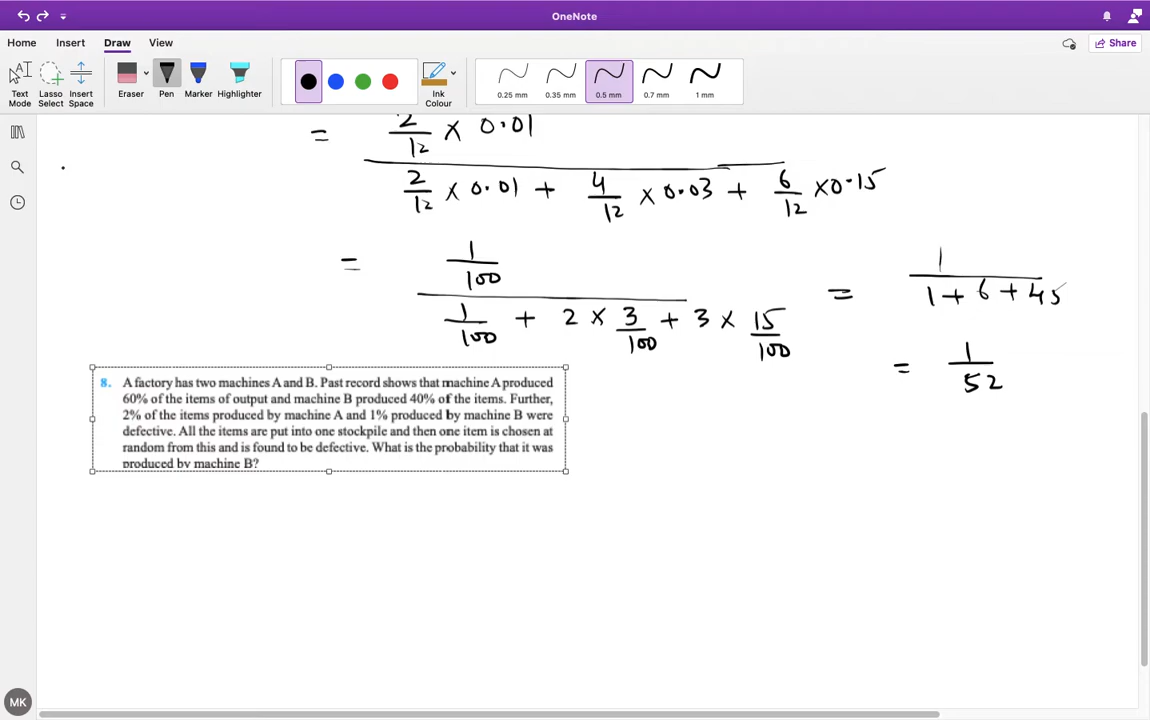 OneNote
Home Insert Draw View
Share
Text Mode
Lasso Select
Insert Space
Eraser
Pen
Marker
Highlighter
Ink Colour
0.25 mm
0.35 mm
0.5 mm
0.7 mm
1 mm
= 2/12 × 0.01
2/12 × 0.01 + 4/12 × 0.03 + 6/12 × 0.15
= 1/100
1/100 + 2 × 3/100 + 3 × 15/100
= 1
1 + 6 + 45
= 1/52
8. A factory has two machines A and B. Past record shows that machine A produced
60% of the items of output and machine B produced 40% of the items. Further,
2% of the items produced by machine A and 1% produced by machine B were
defective. All the items are put into one stockpile and then one item is chosen at
random from this and is found to be defective. What is the probability that it was
produced by machine B?
MK